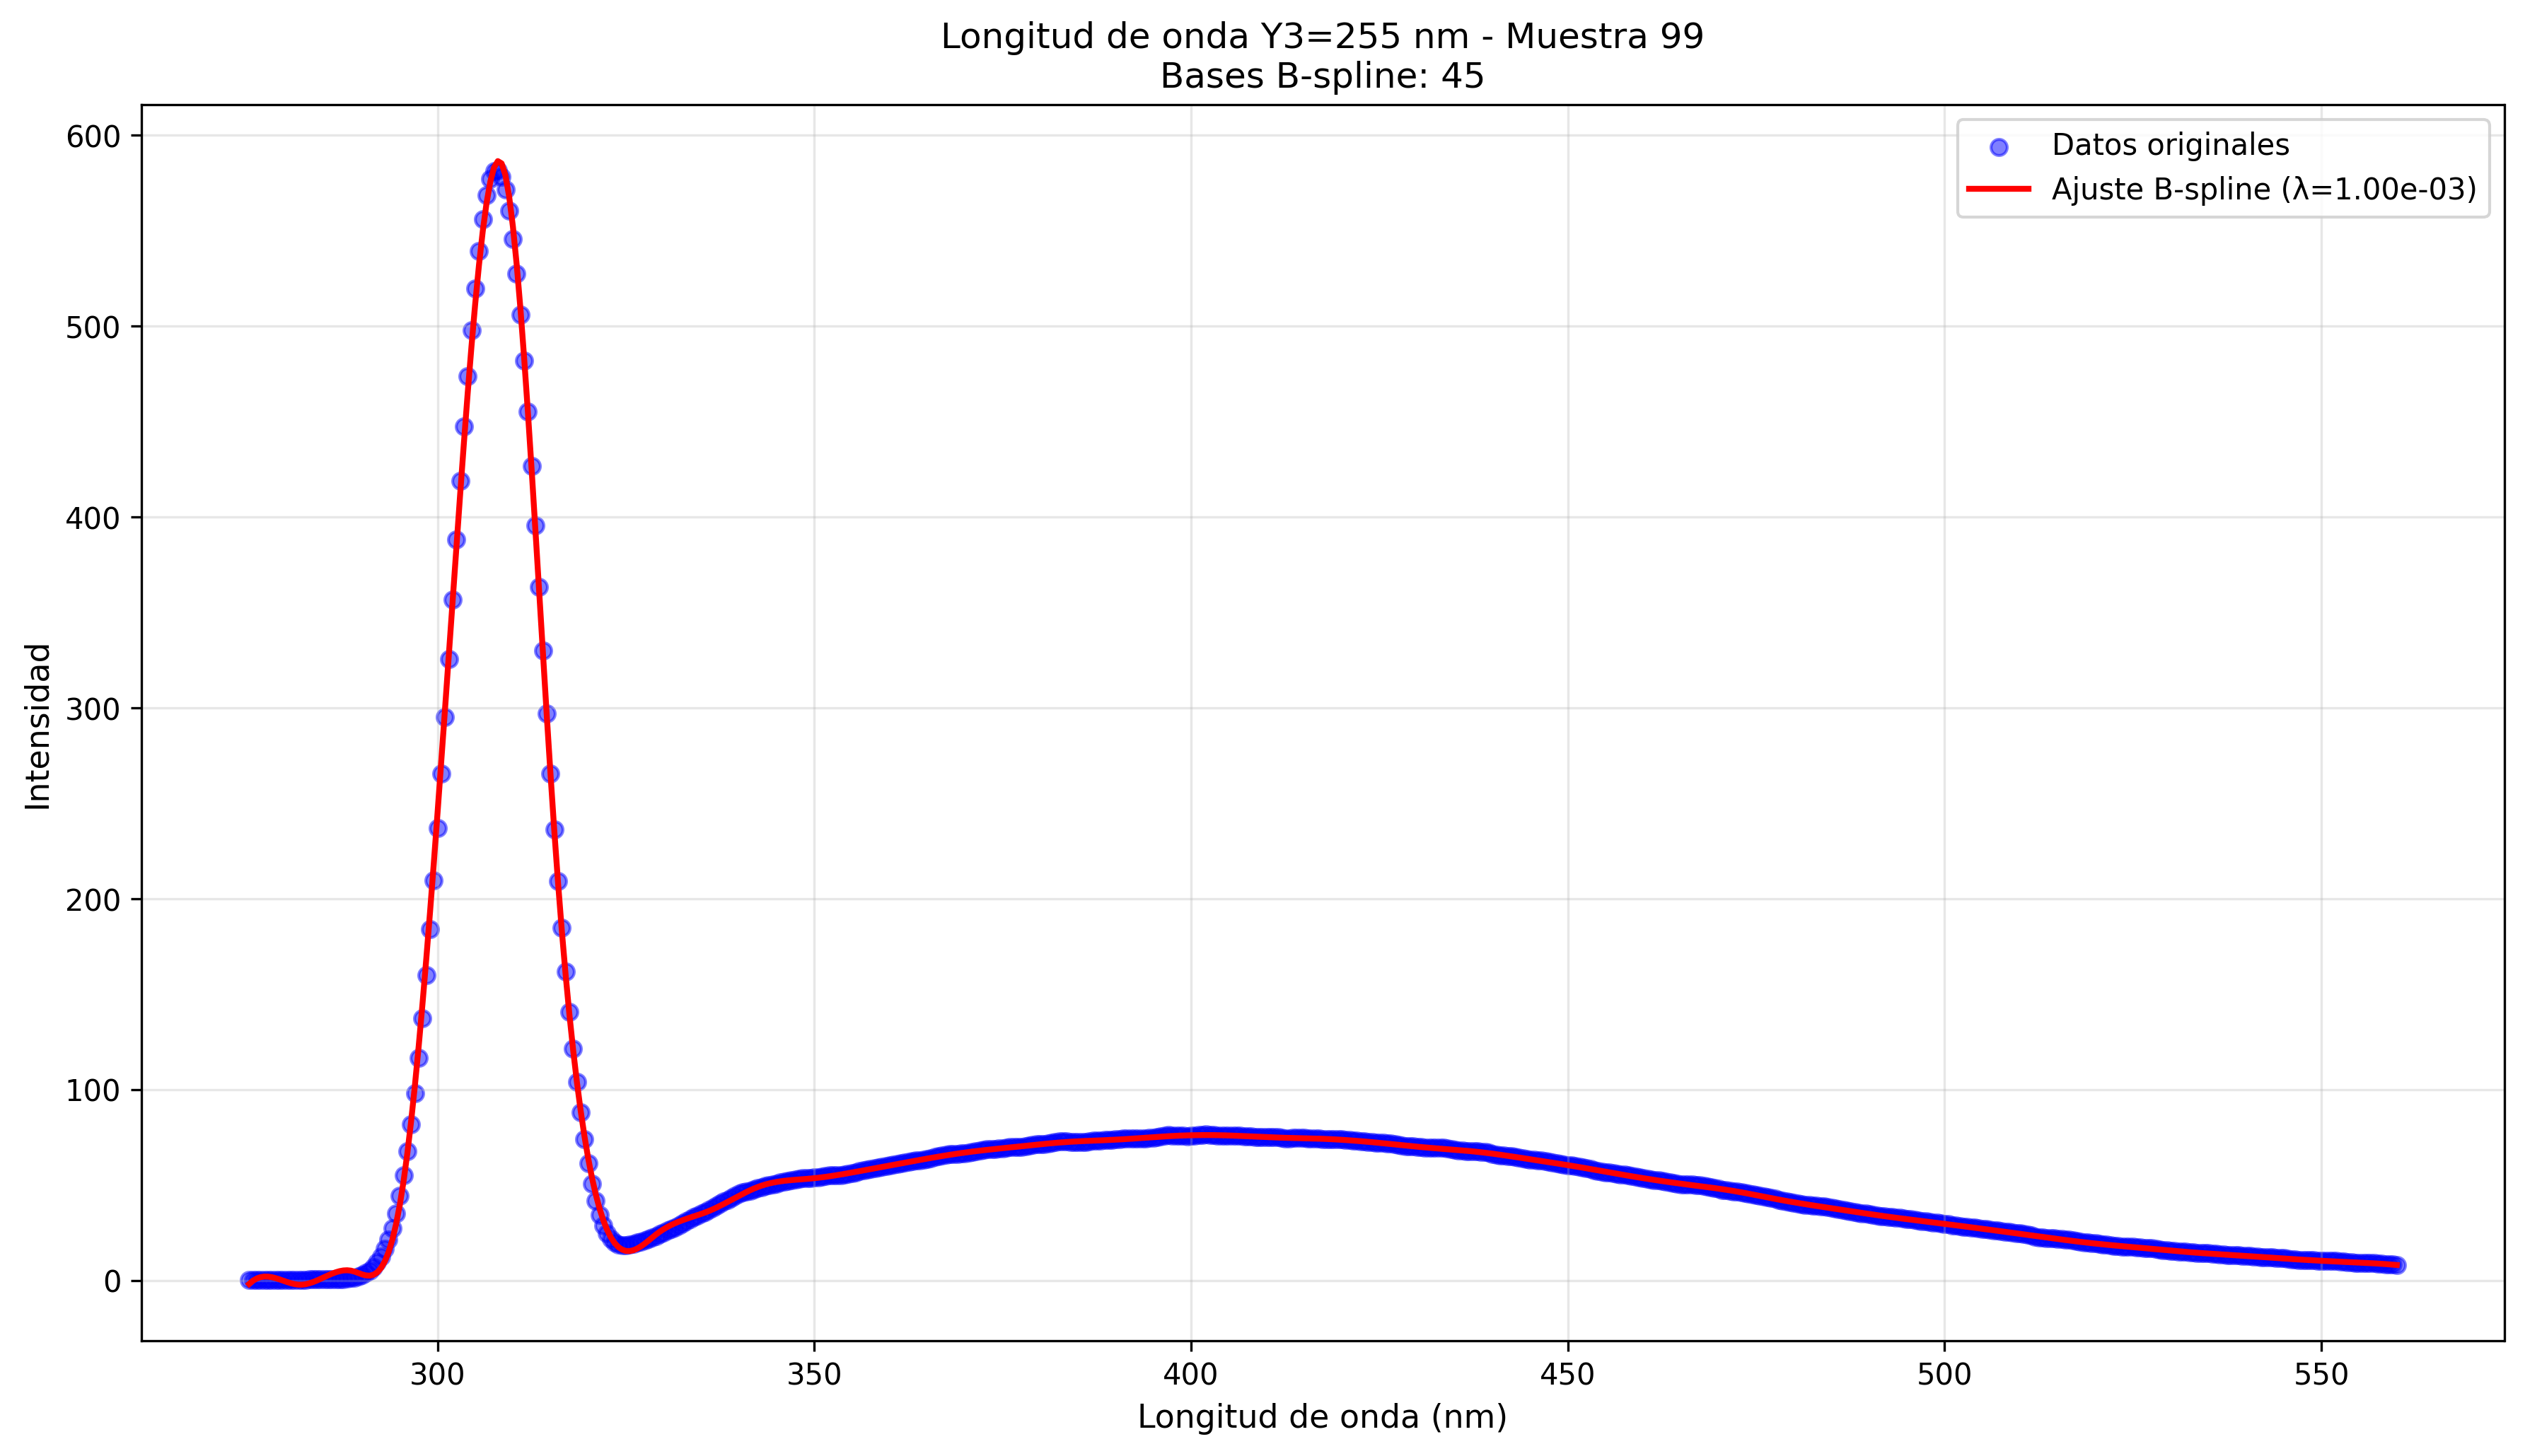 Longitud de onda Y3=255 nm - Muestra 99
Bases B-spline: 45
Datos originales
Ajuste B-spline (λ=1.00e-03)
Intensidad
600
500
400
300
200
100
0
300 350 400 450 500 550
Longitud de onda (nm)